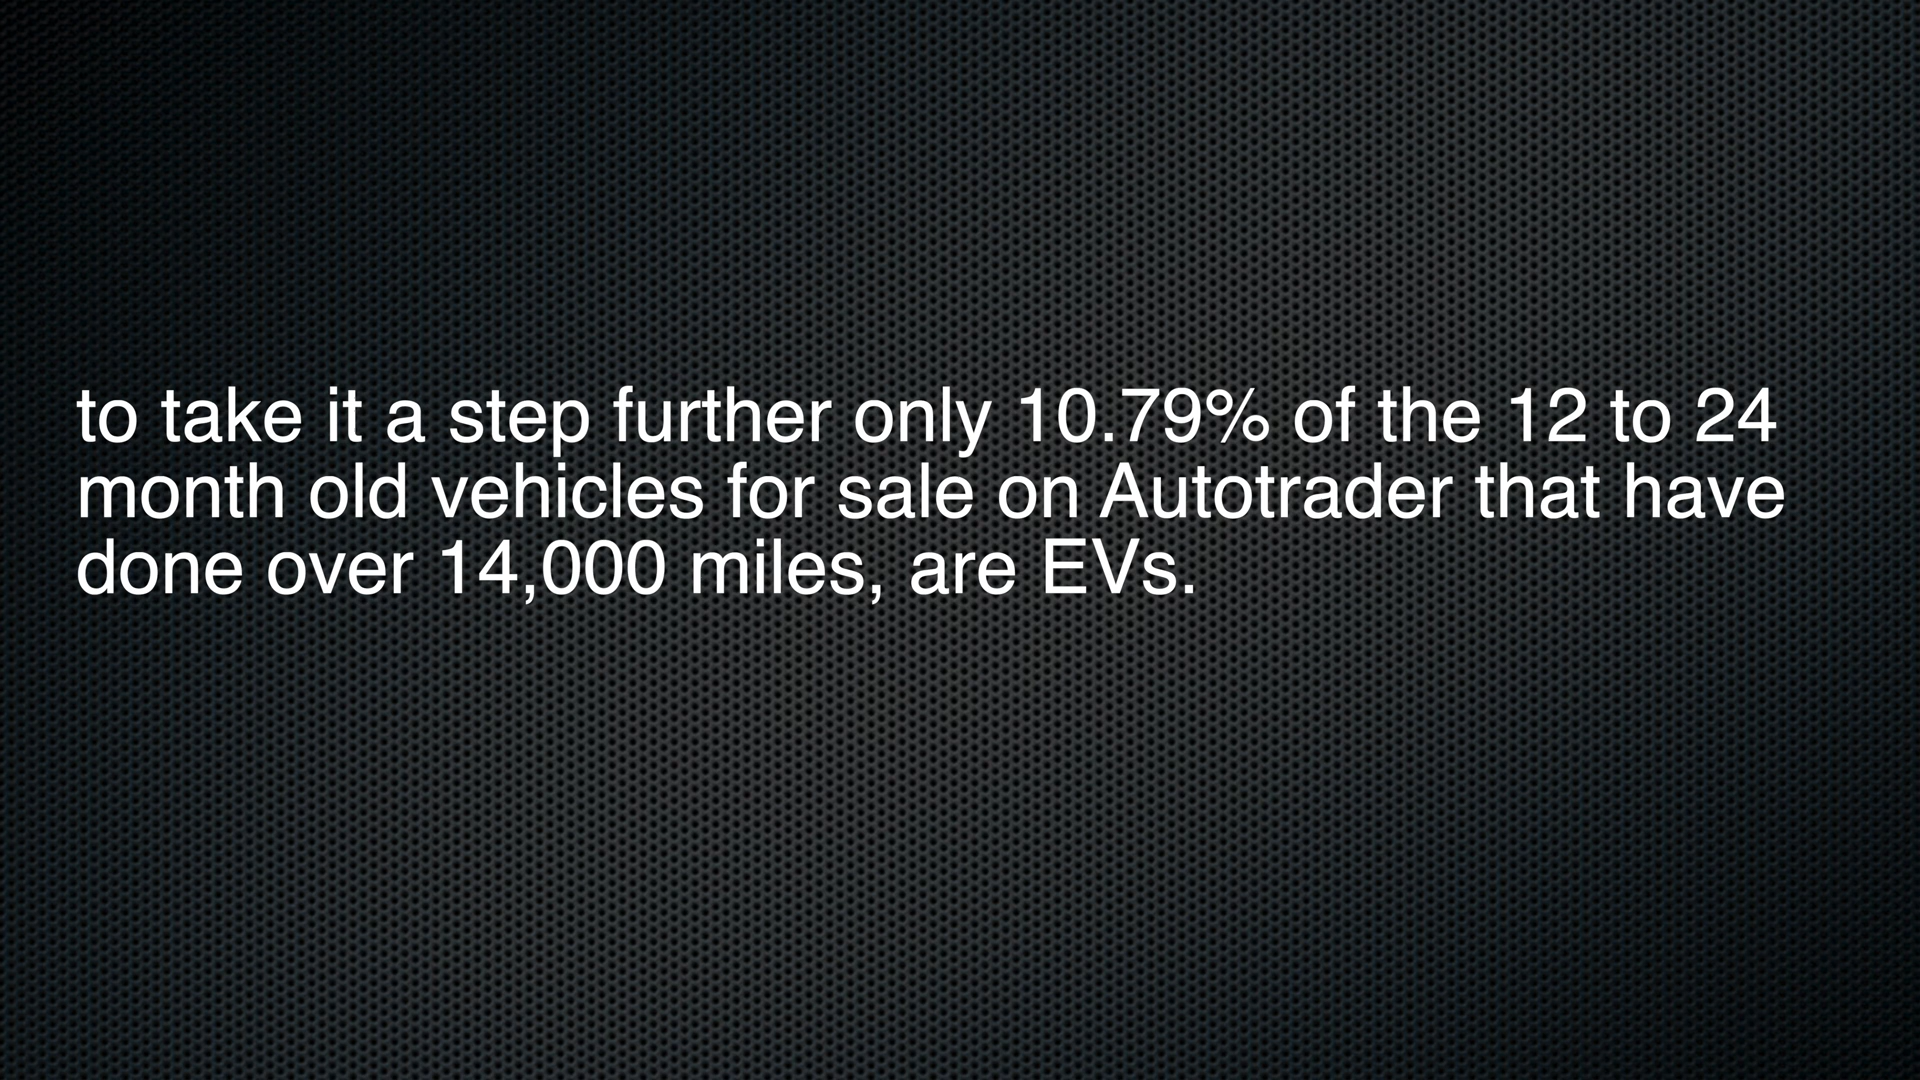 to take it a step further only 10.79% of the 12 to 24
month old vehicles for sale on Autotrader that have
done over 14,000 miles, are EVs.